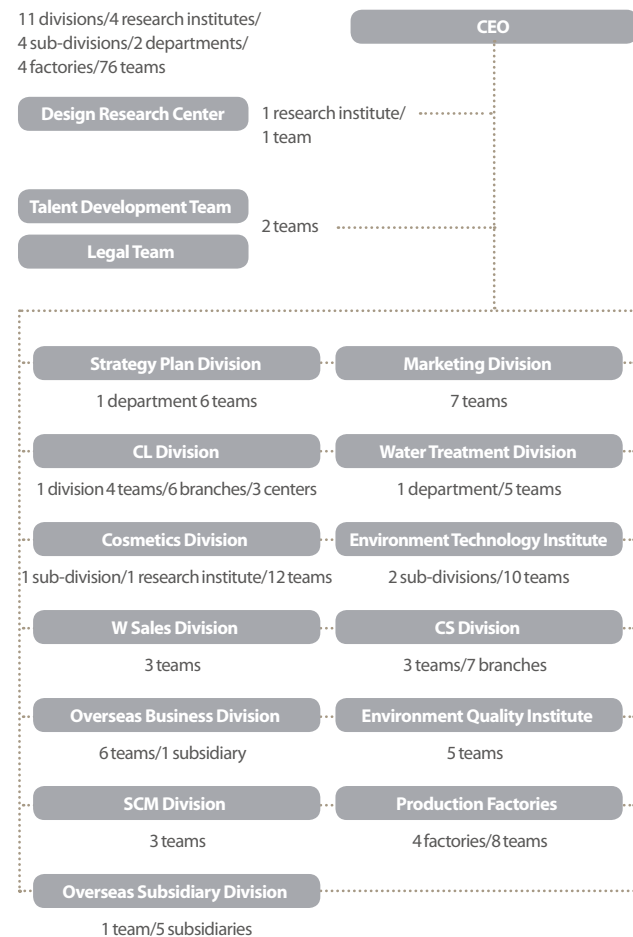 11 divisions/4 research institutes/
4 sub-divisions/2 departments/
4 factories/76 teams
CEO
Design Research Center
1 research institute/
1 team
Talent Development Team
2 teams
Legal Team
Strategy Plan Division
1 department 6 teams
Marketing Division
7 teams
CL Division
1 division 4 teams/6 branches/3 centers
Water Treatment Division
1 department/5 teams
Cosmetics Division
1 sub-division/1 research institute/12 teams
Environment Technology Institute
2 sub-divisions/10 teams
W Sales Division
3 teams
CS Division
3 teams/7 branches
Overseas Business Division
6 teams/1 subsidiary
Environment Quality Institute
5 teams
SCM Division
3 teams
Production Factories
4 factories/8 teams
Overseas Subsidiary Division
1 team/5 subsidiaries